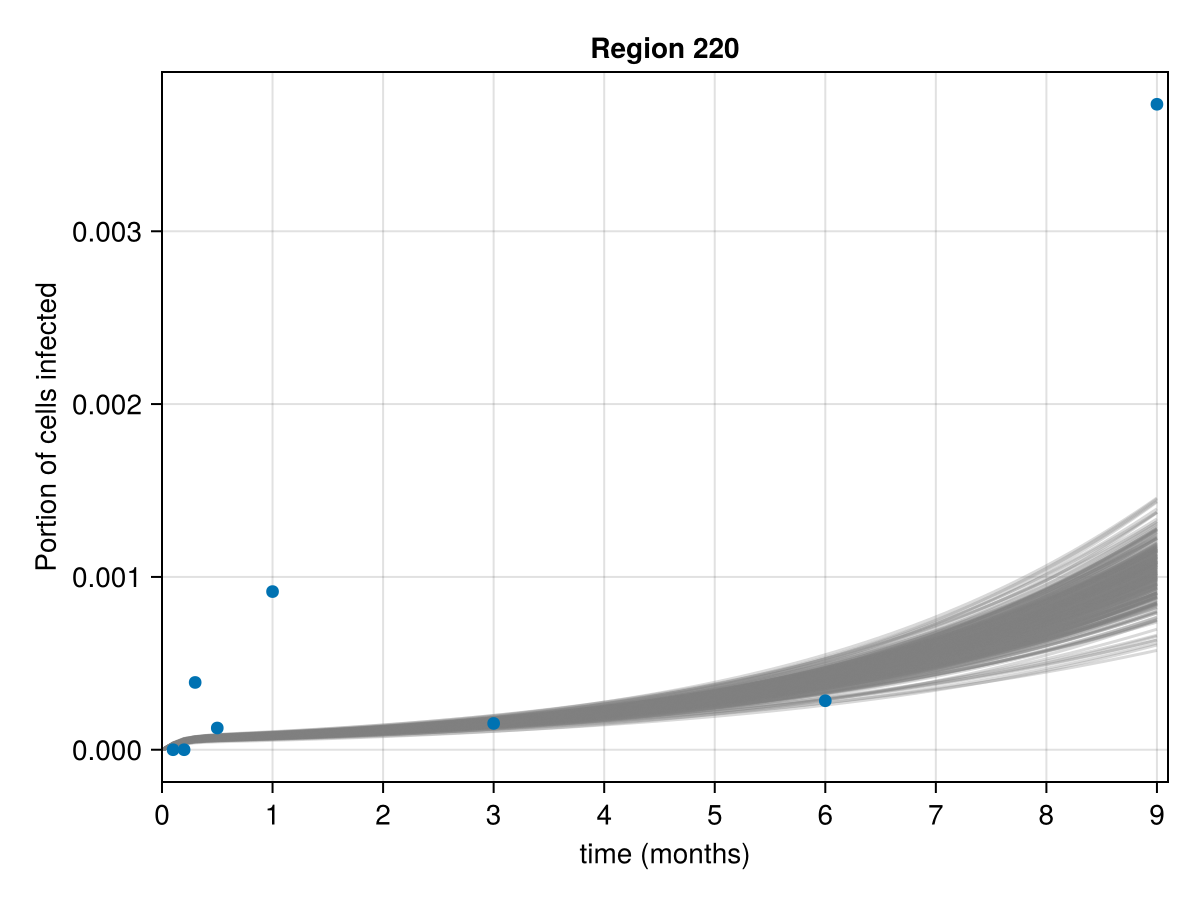 Region 220
Portion of cells infected
0.003
0.002
0.001
0.000
0 1 2 3 4 5 6 7 8 9
time (months)